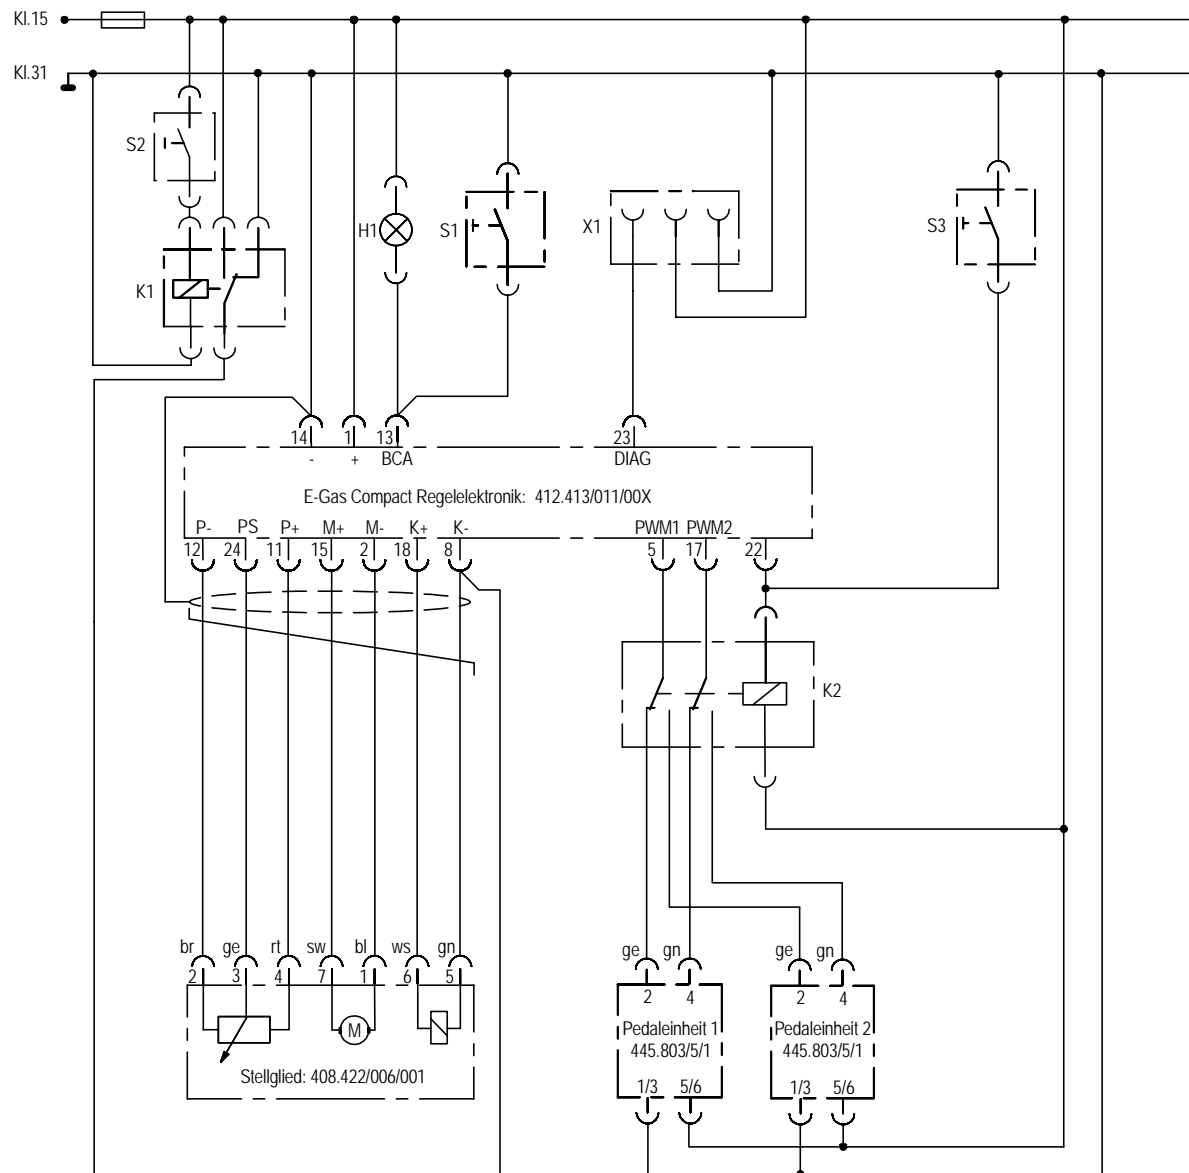 Kl.15
Kl.31
S2
H1
S1
X1
S3
K1
14 1 13 23
- + BCA DIAG
E-Gas Compact Regelelektronik: 412.413/011/00X
P- PS P+ M+ M- K+ K- PWM1 PWM2
12 24 11 15 2 18 8 5 17 22
K2
br ge rt sw bl ws gn ge gn ge gn
2 3 4 7 1 6 5 2 4 2 4
M
Pedaleinheit 1 Pedaleinheit 2
445.803/5/1 445.803/5/1
Stellglied: 408.422/006/001
1/3 5/6 1/3 5/6